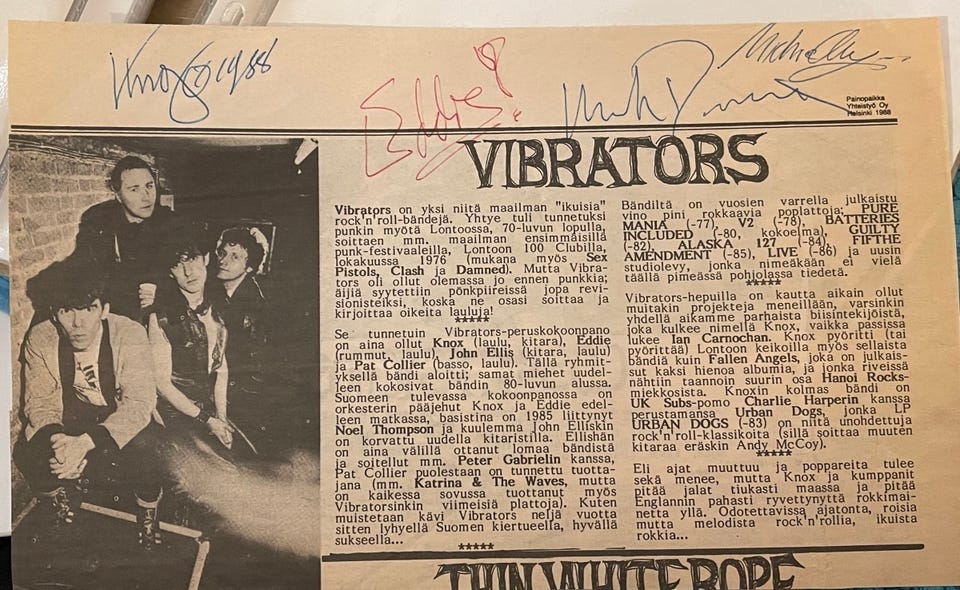 Knox 1988
Eddie!
Painopaikka
Yhteistyö Oy
Helsinki 1988
VIBRATORS
Vibrators on yksi niitä maailman "ikuisia"
rock'n'roll-bändejä. Yhtye tuli tunnetuksi
punkin myötä Lontoossa, 70-luvun lopulla,
soittaen mm. maailman ensimmäisillä
punk-festivaaleilla, Lontoon 100 Clubilla,
lokakuussa 1976 (mukana myös Sex
Pistols, Clash ja Damned). Mutta Vibra-
tors oli ollut olemassa jo ennen punkkia;
äijiä syytettiin pönkpiireissä jopa revi-
sionisteiksi, koska ne osasi soittaa ja
kirjoittaa oikeita lauluja!
*****
Se tunnetuin Vibrators-peruskokoonpano
on aina ollut Knox (laulu, kitara), Eddie
(rummut, laulu), John Ellis (kitara, laulu)
ja Pat Collier (basso, laulu). Tällä ryhmit-
yksellä bändi aloitti; samat miehet uudel-
leen kokosivat bändin 80-luvun alussa.
Suomeen tulevassa kokoonpanossa on
orkesterin pääjehut Knox ja Eddie edel-
leen matkassa, basistina on 1985 liittynyt
Noel Thompson ja kuulemma John Elliskin
on korvattu uudella kitaristilla. Ellishän
on aina välillä ottanut lomaa bändistä
ja soitellut mm. Peter Gabrielin kanssa,
Pat Collier puolestaan on tunnettu tuotta-
jana (mm. Katrina & The Waves, mutta
on kaikessa sovussa tuottanut myös
Vibratorsinkin viimeisiä plattoja). Kuten
muistetaan kävi Vibrators neljä vuotta
sitten lyhyellä Suomen kiertueella, hyvällä
sukseella...
*****
Bändiltä on vuosien varrella julkaistu
vino pini rokkaavia poplattoja; PURE
MANIA (-77), V2 (-78), BATTERIES
INCLUDED (-80, kokoelma), GUILTY
(-82), ALASKA 127 (-84), FIFTHE
AMENDMENT (-85), LIVE (-86) ja uusin
studiolevy, jonka nimeäkään ei vielä
täällä pimeässä pohjolassa tiedetä.
*****
Vibrators-hepuilla on kautta aikain ollut
muitakin projekteja meneillään, varsinkin
yhdellä aikamme parhaista biisintekijöistä,
joka kulkee nimellä Knox, vaikka passissa
lukee Ian Carnochan. Knox pyöritti (tai
pyörittää) Lontoon keikoilla myös sellaista
bändiä kuin Fallen Angels, joka on julkais-
sut kaksi hienoa albumia, ja jonka riveissä
nähtiin taannoin suurin osa Hanoi Rocks-
miekkosista. Knoxin kolmas bändi on
UK Subs-pomo Charlie Harperin kanssa
perustamansa Urban Dogs, jonka LP
URBAN DOGS (-83) on niitä unohdettuja
rock'n'roll-klassikoita (sillä soittaa muuten
kitaraa eräskin Andy McCoy).
*****
Eli ajat muuttuu ja poppareita tulee
sekä menee, mutta Knox ja kumppanit
pitää jalat tiukasti maassa ja pitää
Englannin pahasti ryvettynyttä rokkimai-
netta yllä. Odotettavissa ajatonta, roisia
mutta melodista rock'n'rollia, ikuista
rokkia...
THIN WHITE ROPE